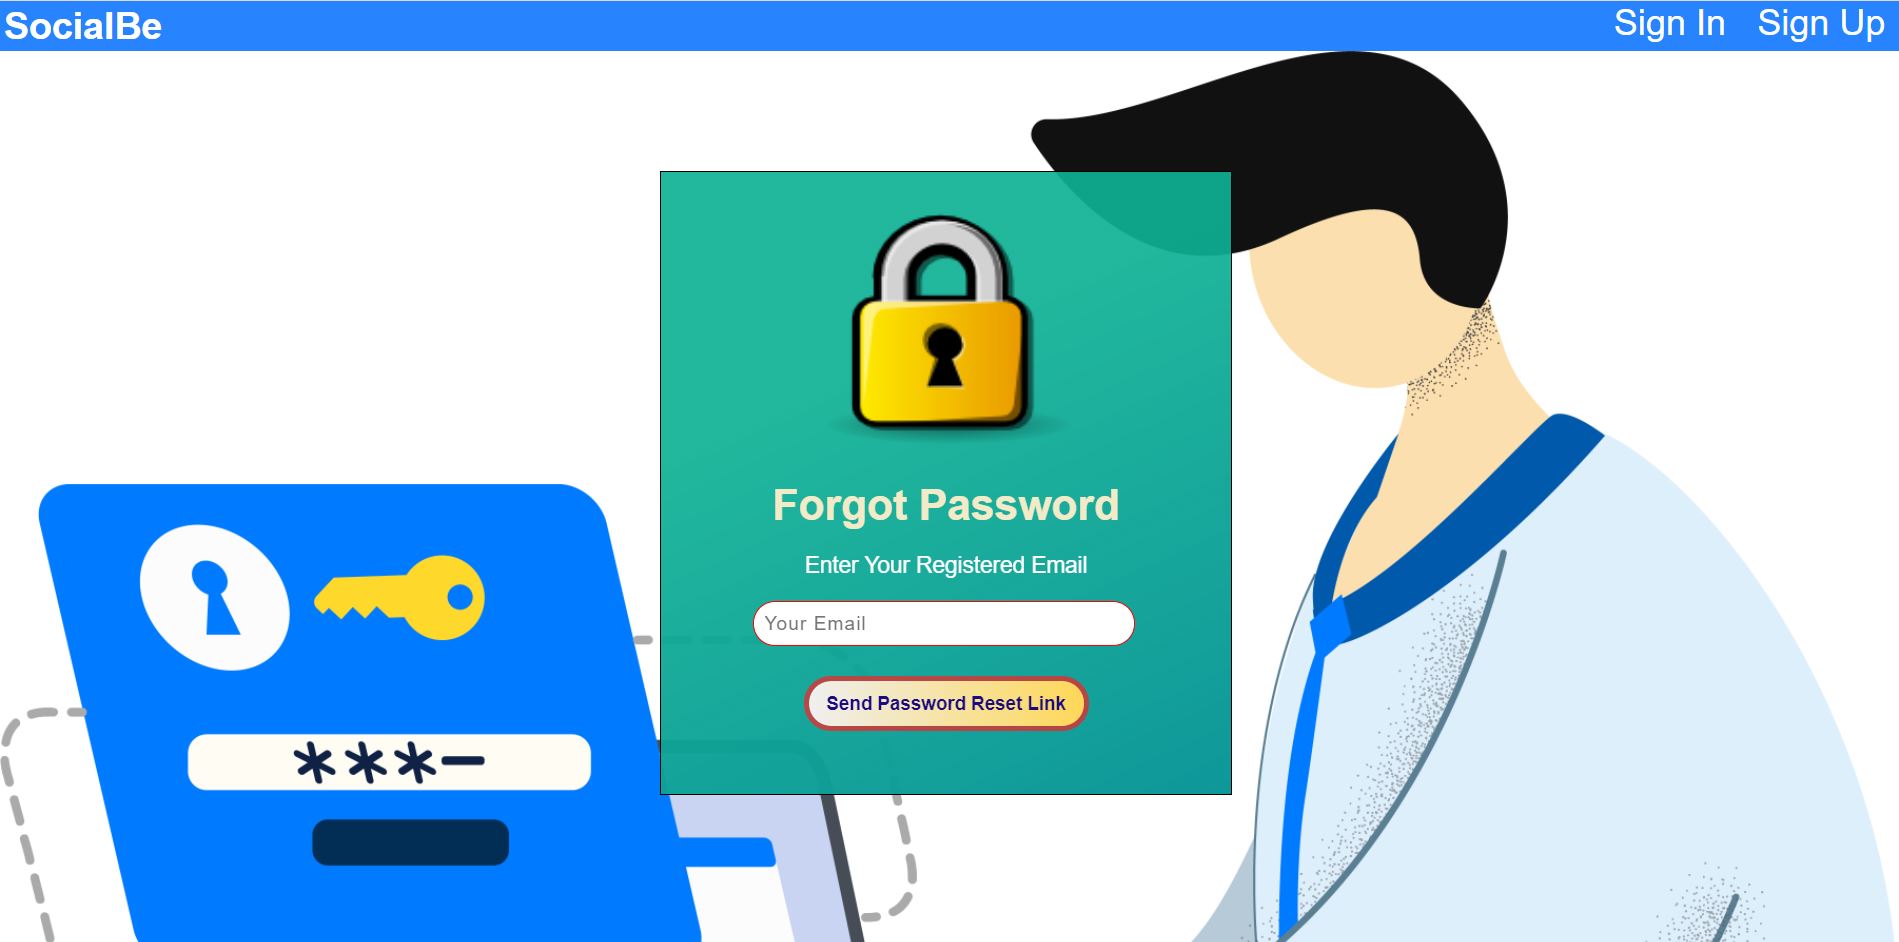 SocialBe
Sign In Sign Up
Forgot Password
Enter Your Registered Email
Your Email
Send Password Reset Link
***-